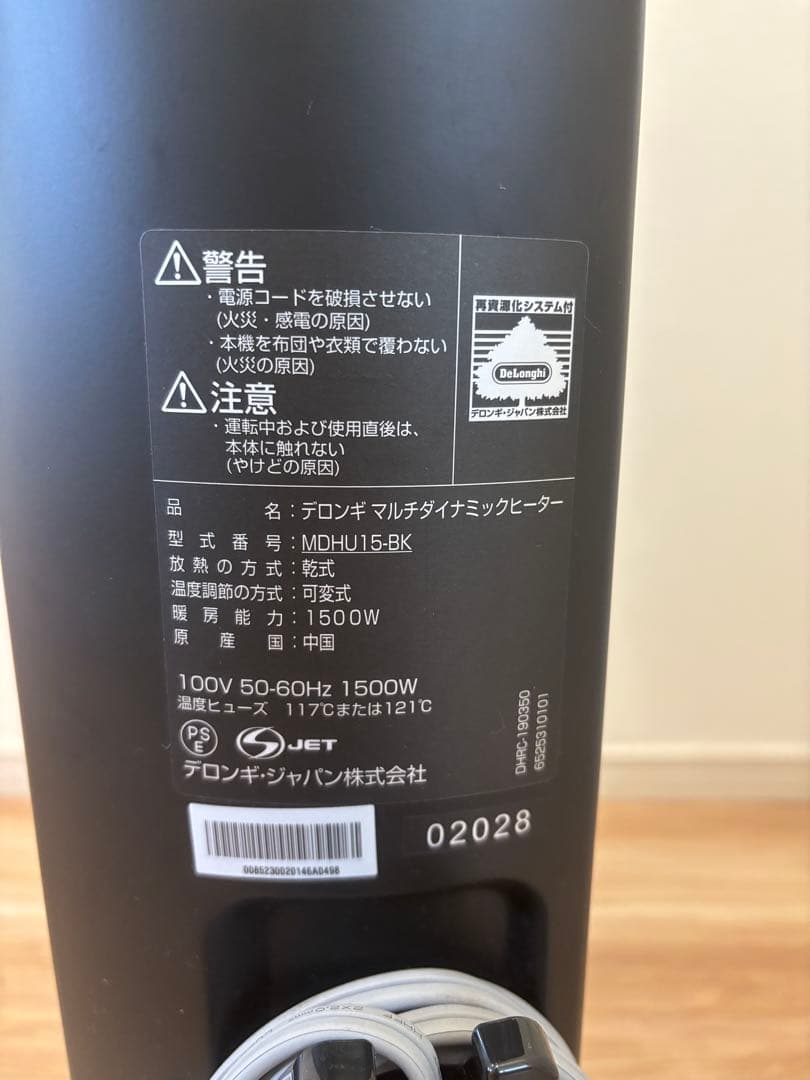 警告
・電源コードを破損させない
(火災・感電の原因)
・本機を布団や衣類で覆わない
(火災の原因)
注意
・運転中および使用直後は、
本体に触れない
(やけどの原因)
再資源化システム付
DeLonghi
デロンギ・ジャパン株式会社
品名：デロンギ マルチダイナミックヒーター
型式番号：MDHU15-BK
放熱の方式：乾式
温度調節の方式：可変式
暖房能力：1500W
原産国：中国
100V 50-60Hz 1500W
温度ヒューズ 117℃または121℃
PSE
JET
デロンギ・ジャパン株式会社
DHRC-190350
6525310101
0085230020146A0498
02028